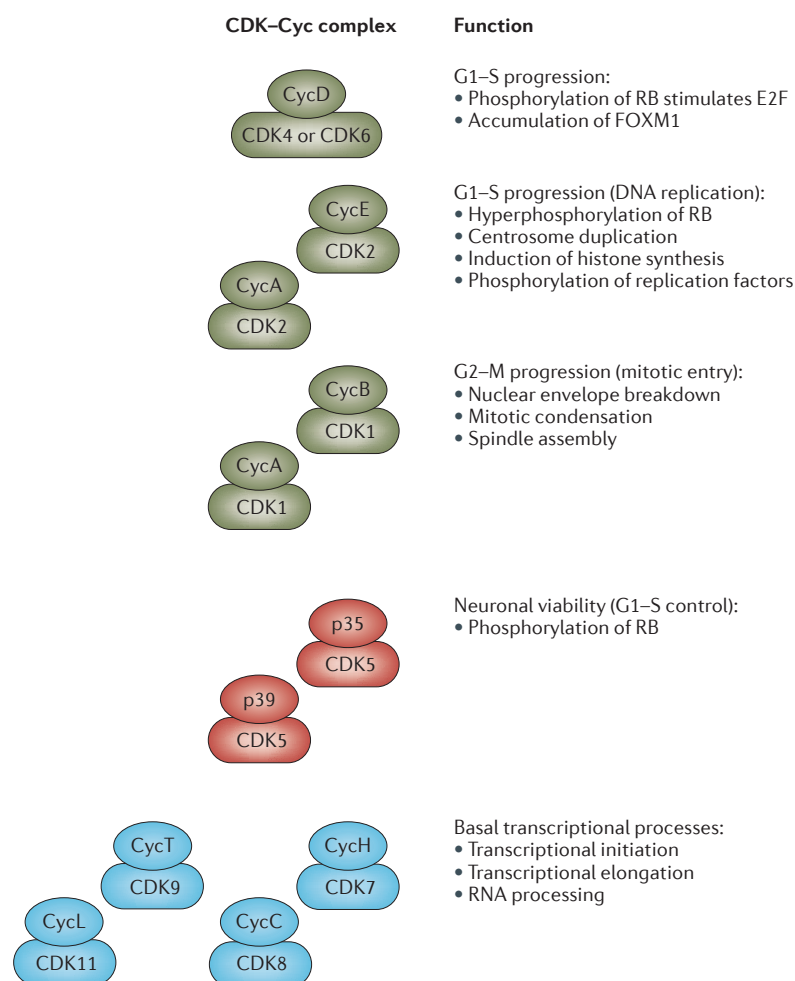 CDK–Cyc complex
Function
CycD
CDK4 or CDK6
G1–S progression:
• Phosphorylation of RB stimulates E2F
• Accumulation of FOXM1
CycE
CDK2
CycA
CDK2
G1–S progression (DNA replication):
• Hyperphosphorylation of RB
• Centrosome duplication
• Induction of histone synthesis
• Phosphorylation of replication factors
CycB
CDK1
CycA
CDK1
G2–M progression (mitotic entry):
• Nuclear envelope breakdown
• Mitotic condensation
• Spindle assembly
p35
CDK5
p39
CDK5
Neuronal viability (G1–S control):
• Phosphorylation of RB
CycT
CDK9
CycH
CDK7
CycL
CDK11
CycC
CDK8
Basal transcriptional processes:
• Transcriptional initiation
• Transcriptional elongation
• RNA processing